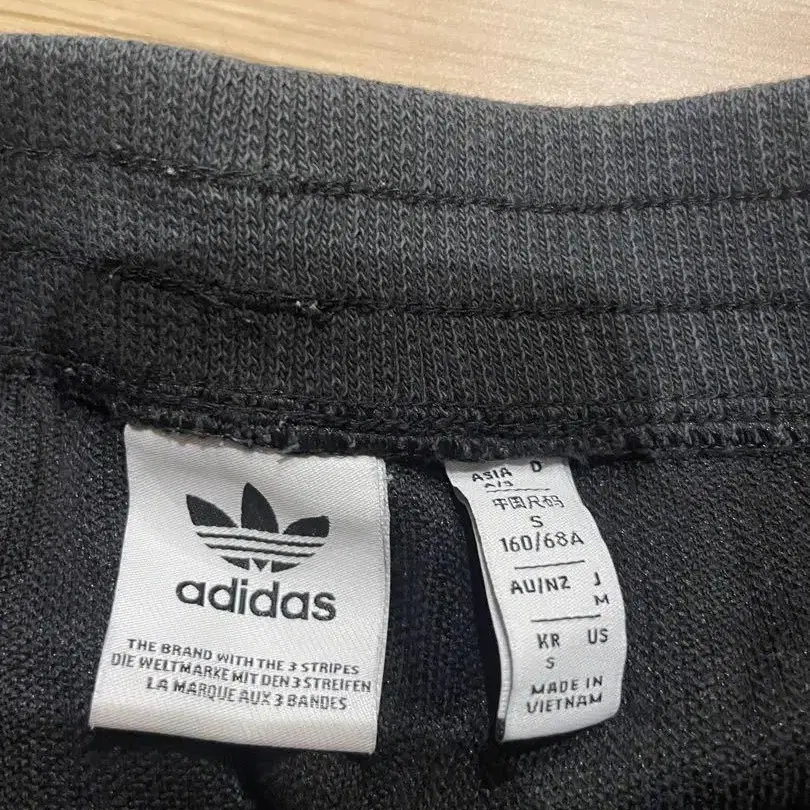 adidas
THE BRAND WITH THE 3 STRIPES
DIE WELTMARKE MIT DEN 3 STREIFEN
LA MARQUE AUX 3 BANDES
ASIA D
A/S
中国尺码
S
160/68A
AU/NZ J
M
KR US
S
MADE IN
VIETNAM